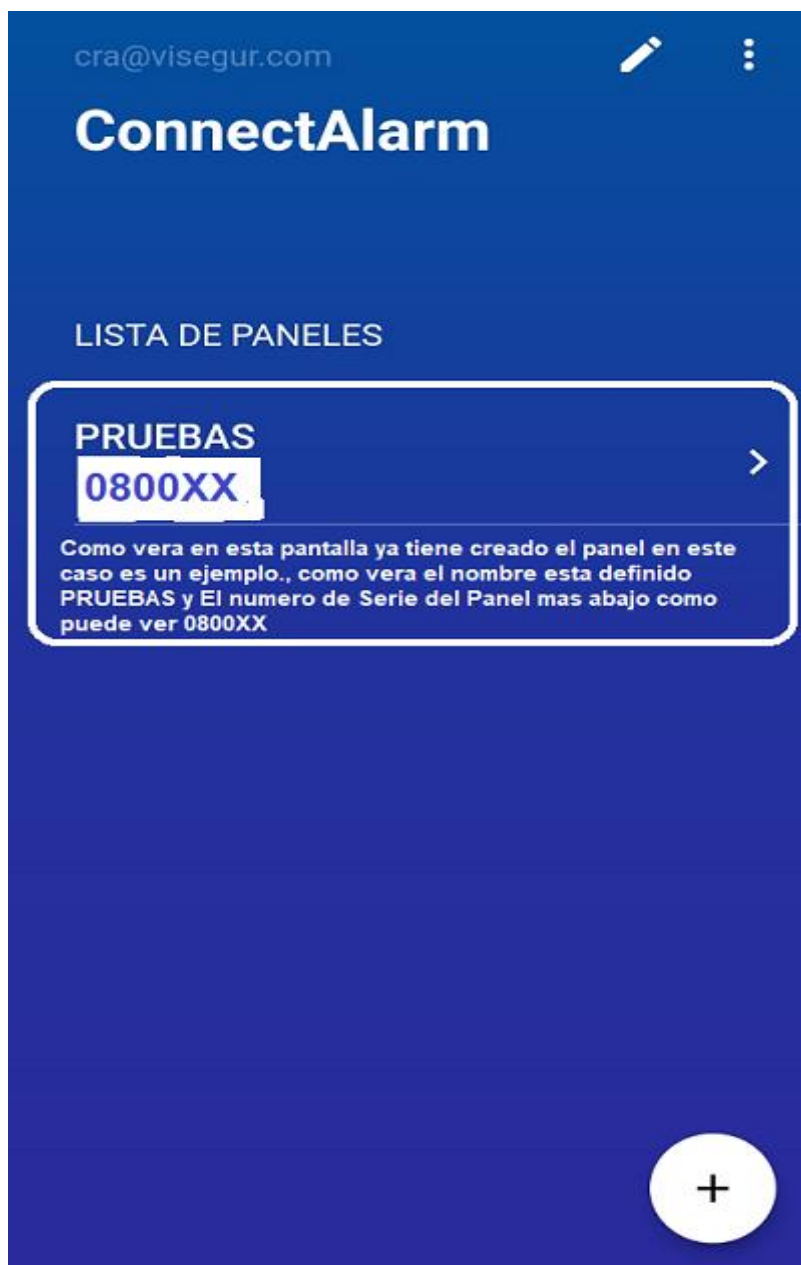 cra@visegur.com
ConnectAlarm
LISTA DE PANELES
PRUEBAS
0800XX
Como vera en esta pantalla ya tiene creado el panel en este
caso es un ejemplo., como vera el nombre esta definido
PRUEBAS y El numero de Serie del Panel mas abajo como
puede ver 0800XX